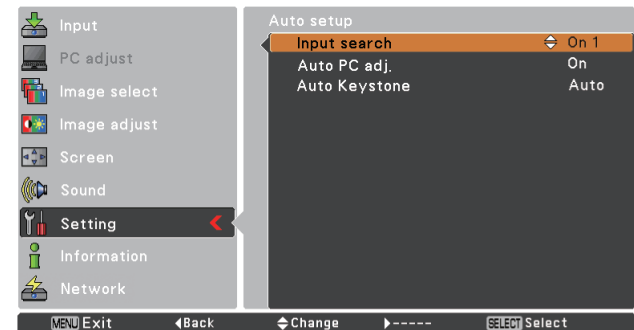 Input
PC adjust
Image select
Image adjust
Screen
Sound
Setting
Information
Network
Auto setup
Input search On 1
Auto PC adj. On
Auto Keystone Auto
MENU Exit Back Change ----- SELECT Select